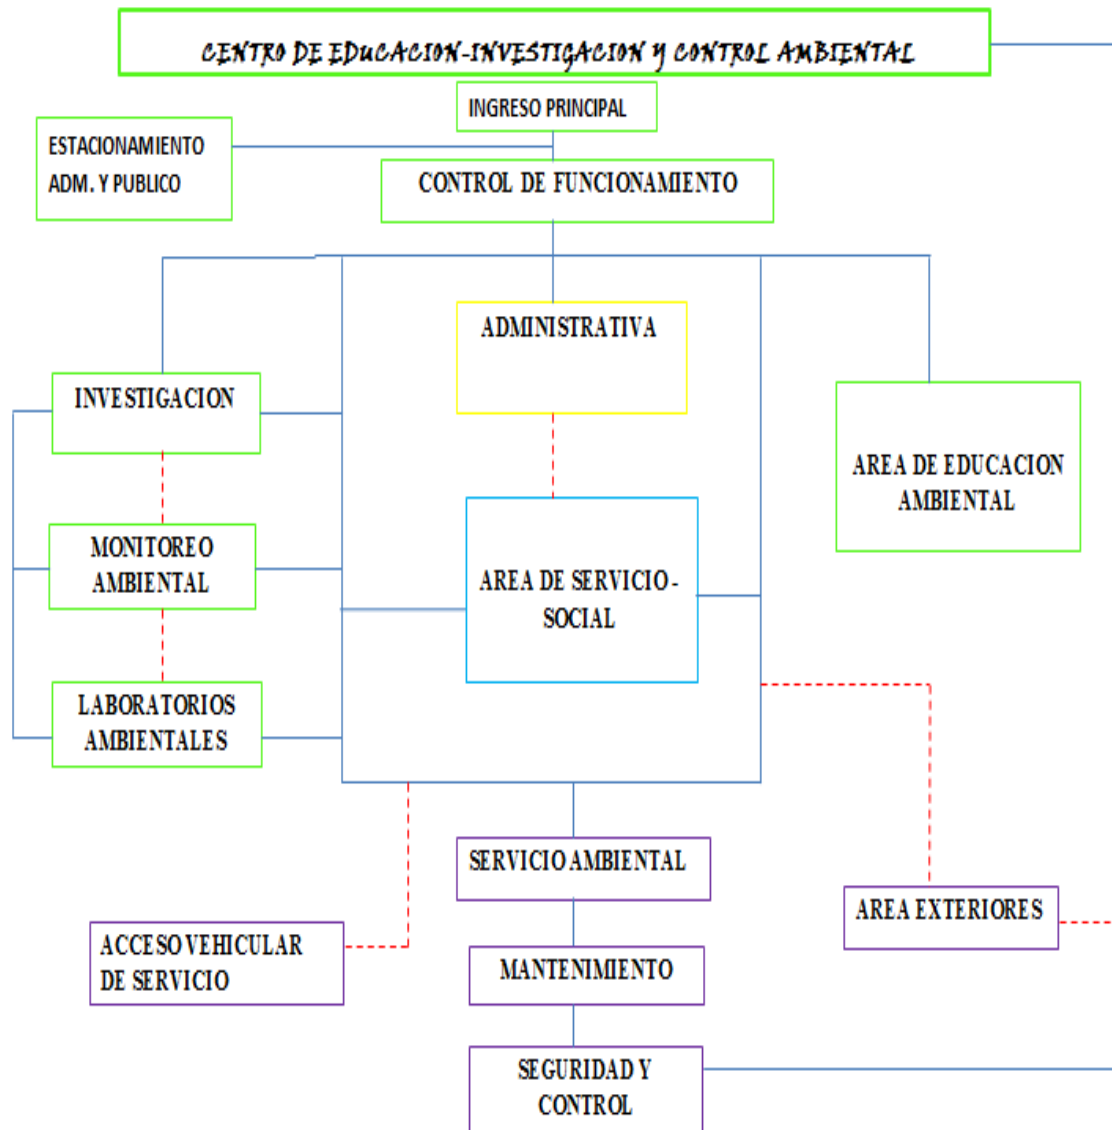 CENTRO DE EDUCACION-INVESTIGACION Y CONTROL AMBIENTAL
INGRESO PRINCIPAL
ESTACIONAMIENTO
ADM. Y PUBLICO
CONTROL DE FUNCIONAMIENTO
ADMINISTRATIVA
INVESTIGACION
AREA DE EDUCACION
AMBIENTAL
MONITOREO
AMBIENTAL
AREA DE SERVICIO -
SOCIAL
LABORATORIOS
AMBIENTALES
SERVICIO AMBIENTAL
AREA EXTERIORES
ACCESO VEHICULAR
DE SERVICIO
MANTENIMIENTO
SEGURIDAD Y
CONTROL